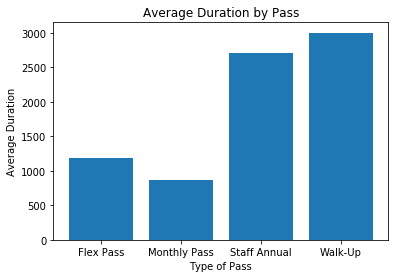 Average Duration by Pass
Average Duration
3000
2500
2000
1500
1000
500
0
Flex Pass Monthly Pass Staff Annual Walk-Up
Type of Pass